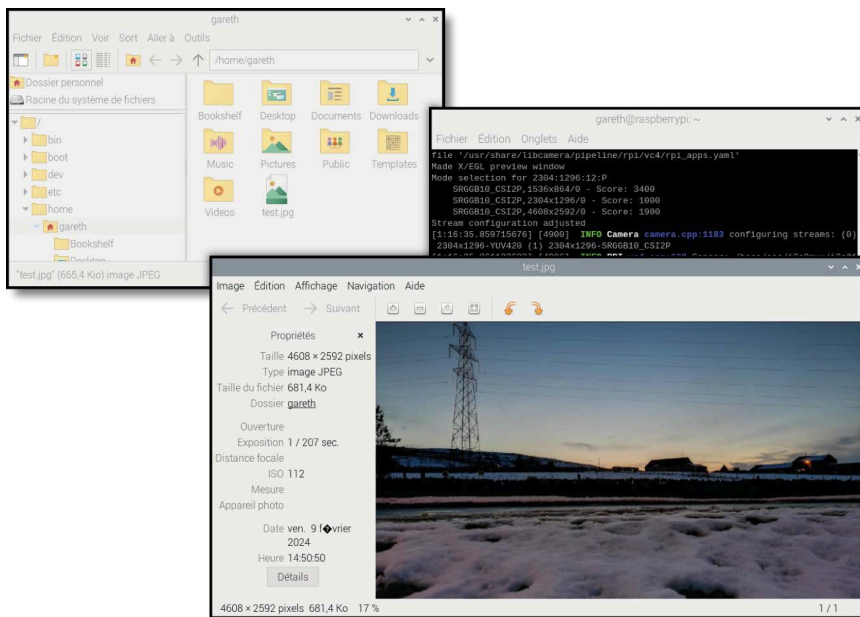 gareth
Fichier Édition Voir Sort Aller à Outils
/home/gareth
Dossier personnel
Racine du système de fichiers
/
bin
boot
dev
etc
home
gareth
Bookshelf
Desktop
Bookshelf Desktop Documents Downloads
Music Pictures Public Templates
Videos test.jpg
"test.jpg" (665,4 Kio) image JPEG
gareth@raspberrypi: ~
Fichier Édition Onglets Aide
file '/usr/share/libcamera/pipeline/rpi/vc4/rpi_apps.yaml'
Made X/EGL preview window
Mode selection for 2304:1296:12:P
SRGGB10_CSI2P,1536x864/0 - Score: 3400
SRGGB10_CSI2P,2304x1296/0 - Score: 1000
SRGGB10_CSI2P,4608x2592/0 - Score: 1900
Stream configuration adjusted
[1:16:35.859715676] [4900] INFO Camera camera.cpp:1183 configuring streams: (0)
2304x1296-YUV420 (1) 2304x1296-SRGGB10_CSI2P
test.jpg
Image Édition Affichage Navigation Aide
Précédent Suivant
Propriétés
Taille 4608 × 2592 pixels
Type image JPEG
Taille du fichier 681,4 Ko
Dossier gareth
Ouverture
Exposition 1 / 207 sec.
Distance focale
ISO 112
Mesure
Appareil photo
Date ven. 9 f�vrier
2024
Heure 14:50:50
Détails
4608 × 2592 pixels 681,4 Ko 17 %
1 / 1